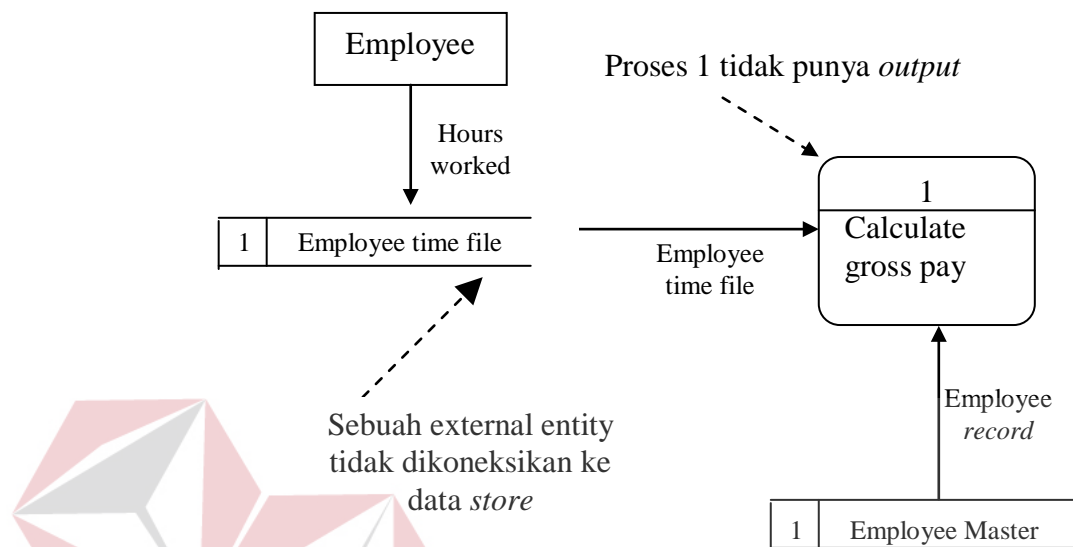 Employee
Proses 1 tidak punya output
Hours
worked
1
Calculate
gross pay
1 Employee time file
Employee
time file
Sebuah external entity
tidak dikoneksikan ke
data store
Employee
record
1 Employee Master